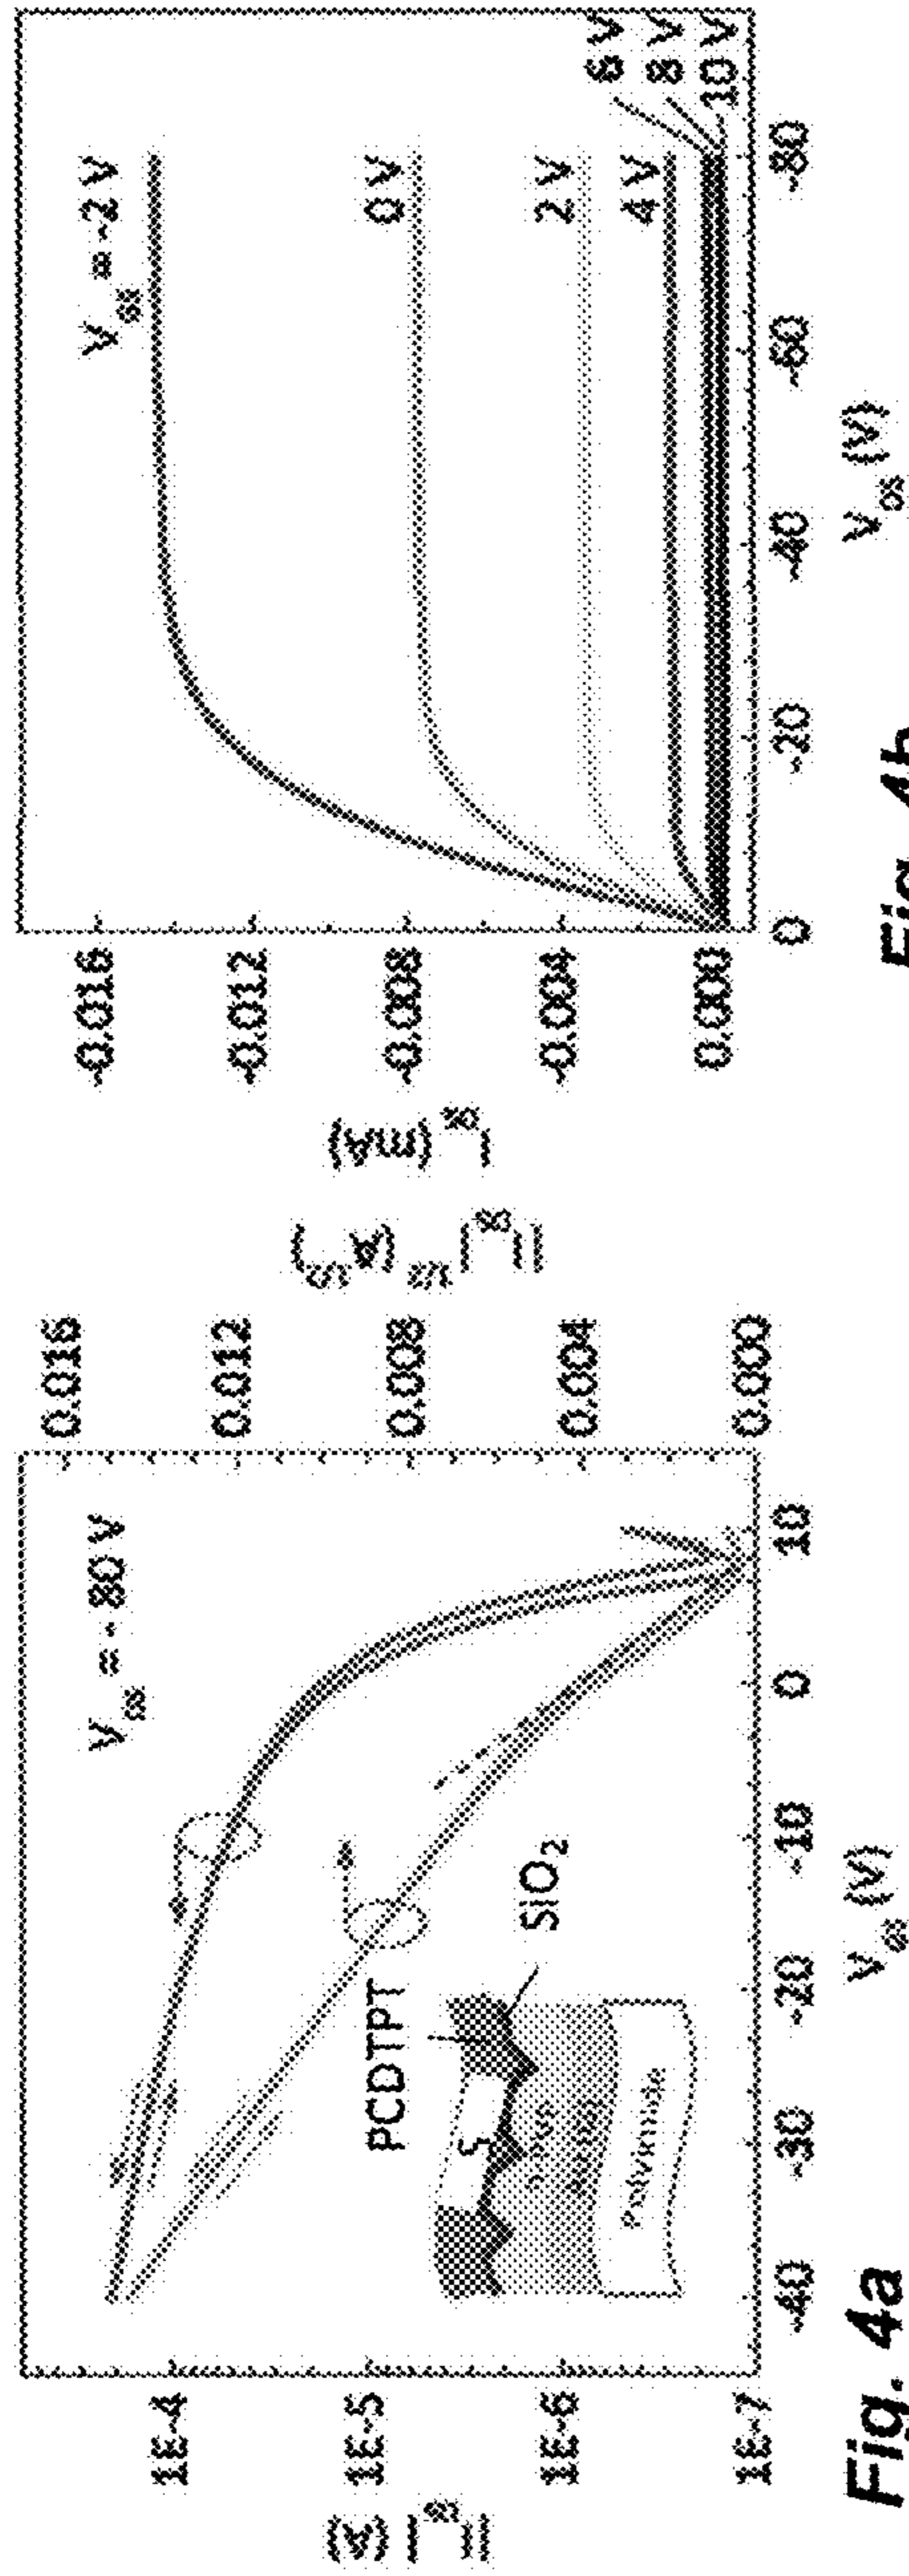 V_DS = - 80 V
1E-4
1E-5
1E-6
1E-7
|I_DS| (A)
0.016
0.012
0.008
0.004
0.000
|I_DS|^1/2 (A^1/2)
PCDTPT
SiO2
S
Polyimide
-40
-30
-20
-10
0
10
V_GS (V)
Fig. 4a
V_GS = -2 V
0 V
2 V
4 V
6 V
8 V
10 V
-0.016
-0.012
-0.008
-0.004
0.000
I_DS (mA)
0
-20
-40
-60
-80
V_DS (V)
Fig. 4b